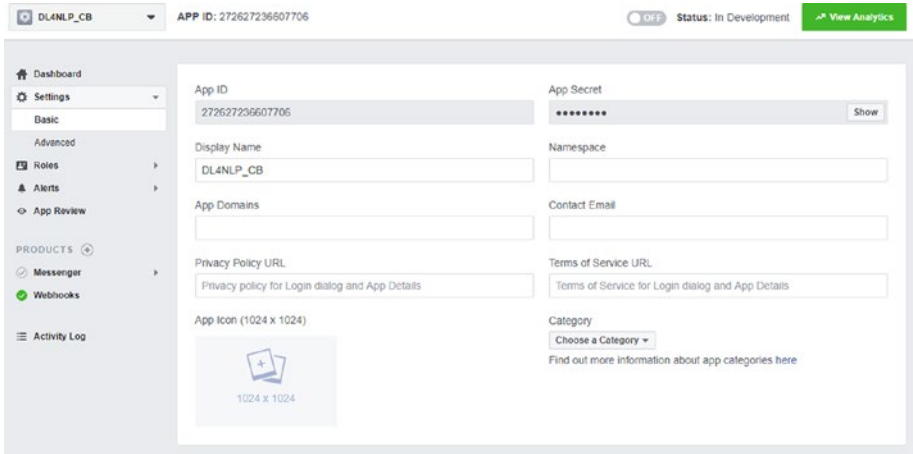 DL4NLP_CB APP ID: 272627236607706 OFF Status: In Development View Analytics
Dashboard
Settings
Basic
Advanced
Roles
Alerts
App Review
PRODUCTS
Messenger
Webhooks
Activity Log
App ID App Secret
272627236607706 ●●●●●●●● Show
Display Name Namespace
DL4NLP_CB
App Domains Contact Email
Privacy Policy URL Terms of Service URL
Privacy policy for Login dialog and App Details Terms of Service for Login dialog and App Details
App Icon (1024 x 1024) Category
Choose a Category
Find out more information about app categories here
1024 x 1024